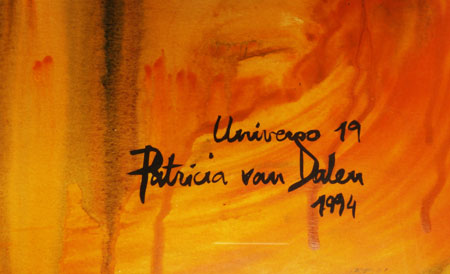 Universo 19
Patricia van Dalen
1994